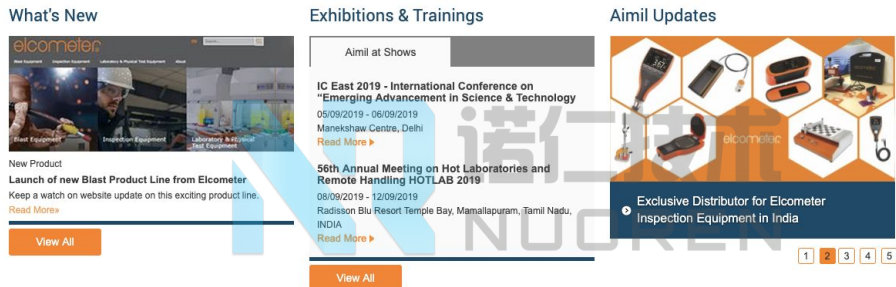 What's New
elcometer
Blast Equipment
Inspection Equipment
Laboratory & Physical
Test Equipment
New Product
Launch of new Blast Product Line from Elcometer
Keep a watch on website update on this exciting product line.
Read More»
View All
Exhibitions & Trainings
Aimil at Shows
IC East 2019 - International Conference on
"Emerging Advancement in Science & Technology
05/09/2019 - 06/09/2019
Manekshaw Centre, Delhi
Read More
56th Annual Meeting on Hot Laboratories and
Remote Handling HOTLAB 2019
08/09/2019 - 12/09/2019
Radisson Blu Resort Temple Bay, Mamallapuram, Tamil Nadu,
INDIA
Read More
View All
Aimil Updates
elcometer
Exclusive Distributor for Elcometer
Inspection Equipment in India
1 2 3 4 5
诺仁技术
NUOREN